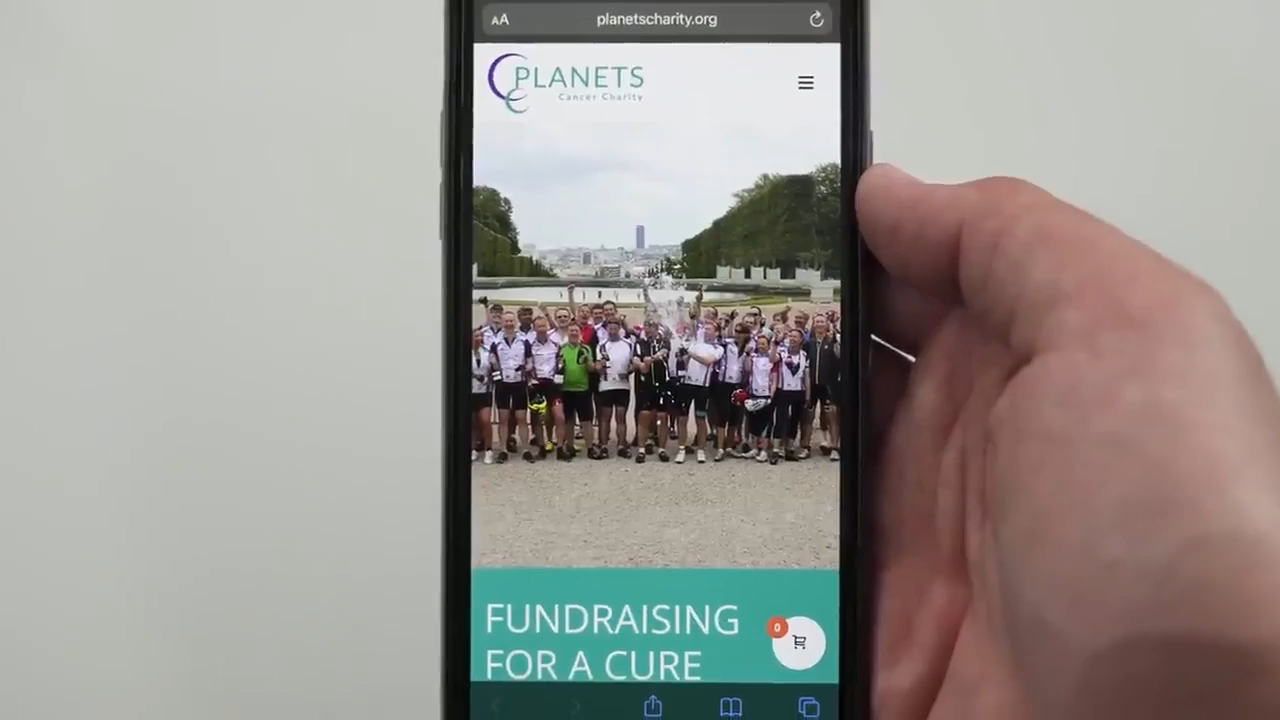 AA planetscharity.org
PLANETS
Cancer Charity
FUNDRAISING
FOR A CURE
0